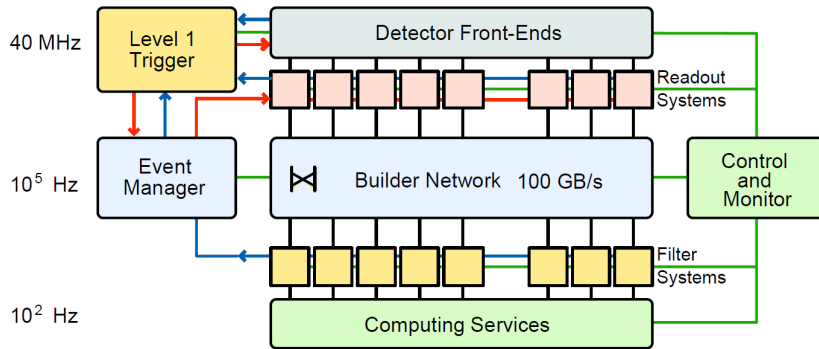 40 MHz
Level 1
Trigger
Detector Front-Ends
Readout
Systems
10⁵ Hz
Event
Manager
Builder Network 100 GB/s
Control
and
Monitor
Filter
Systems
10² Hz
Computing Services